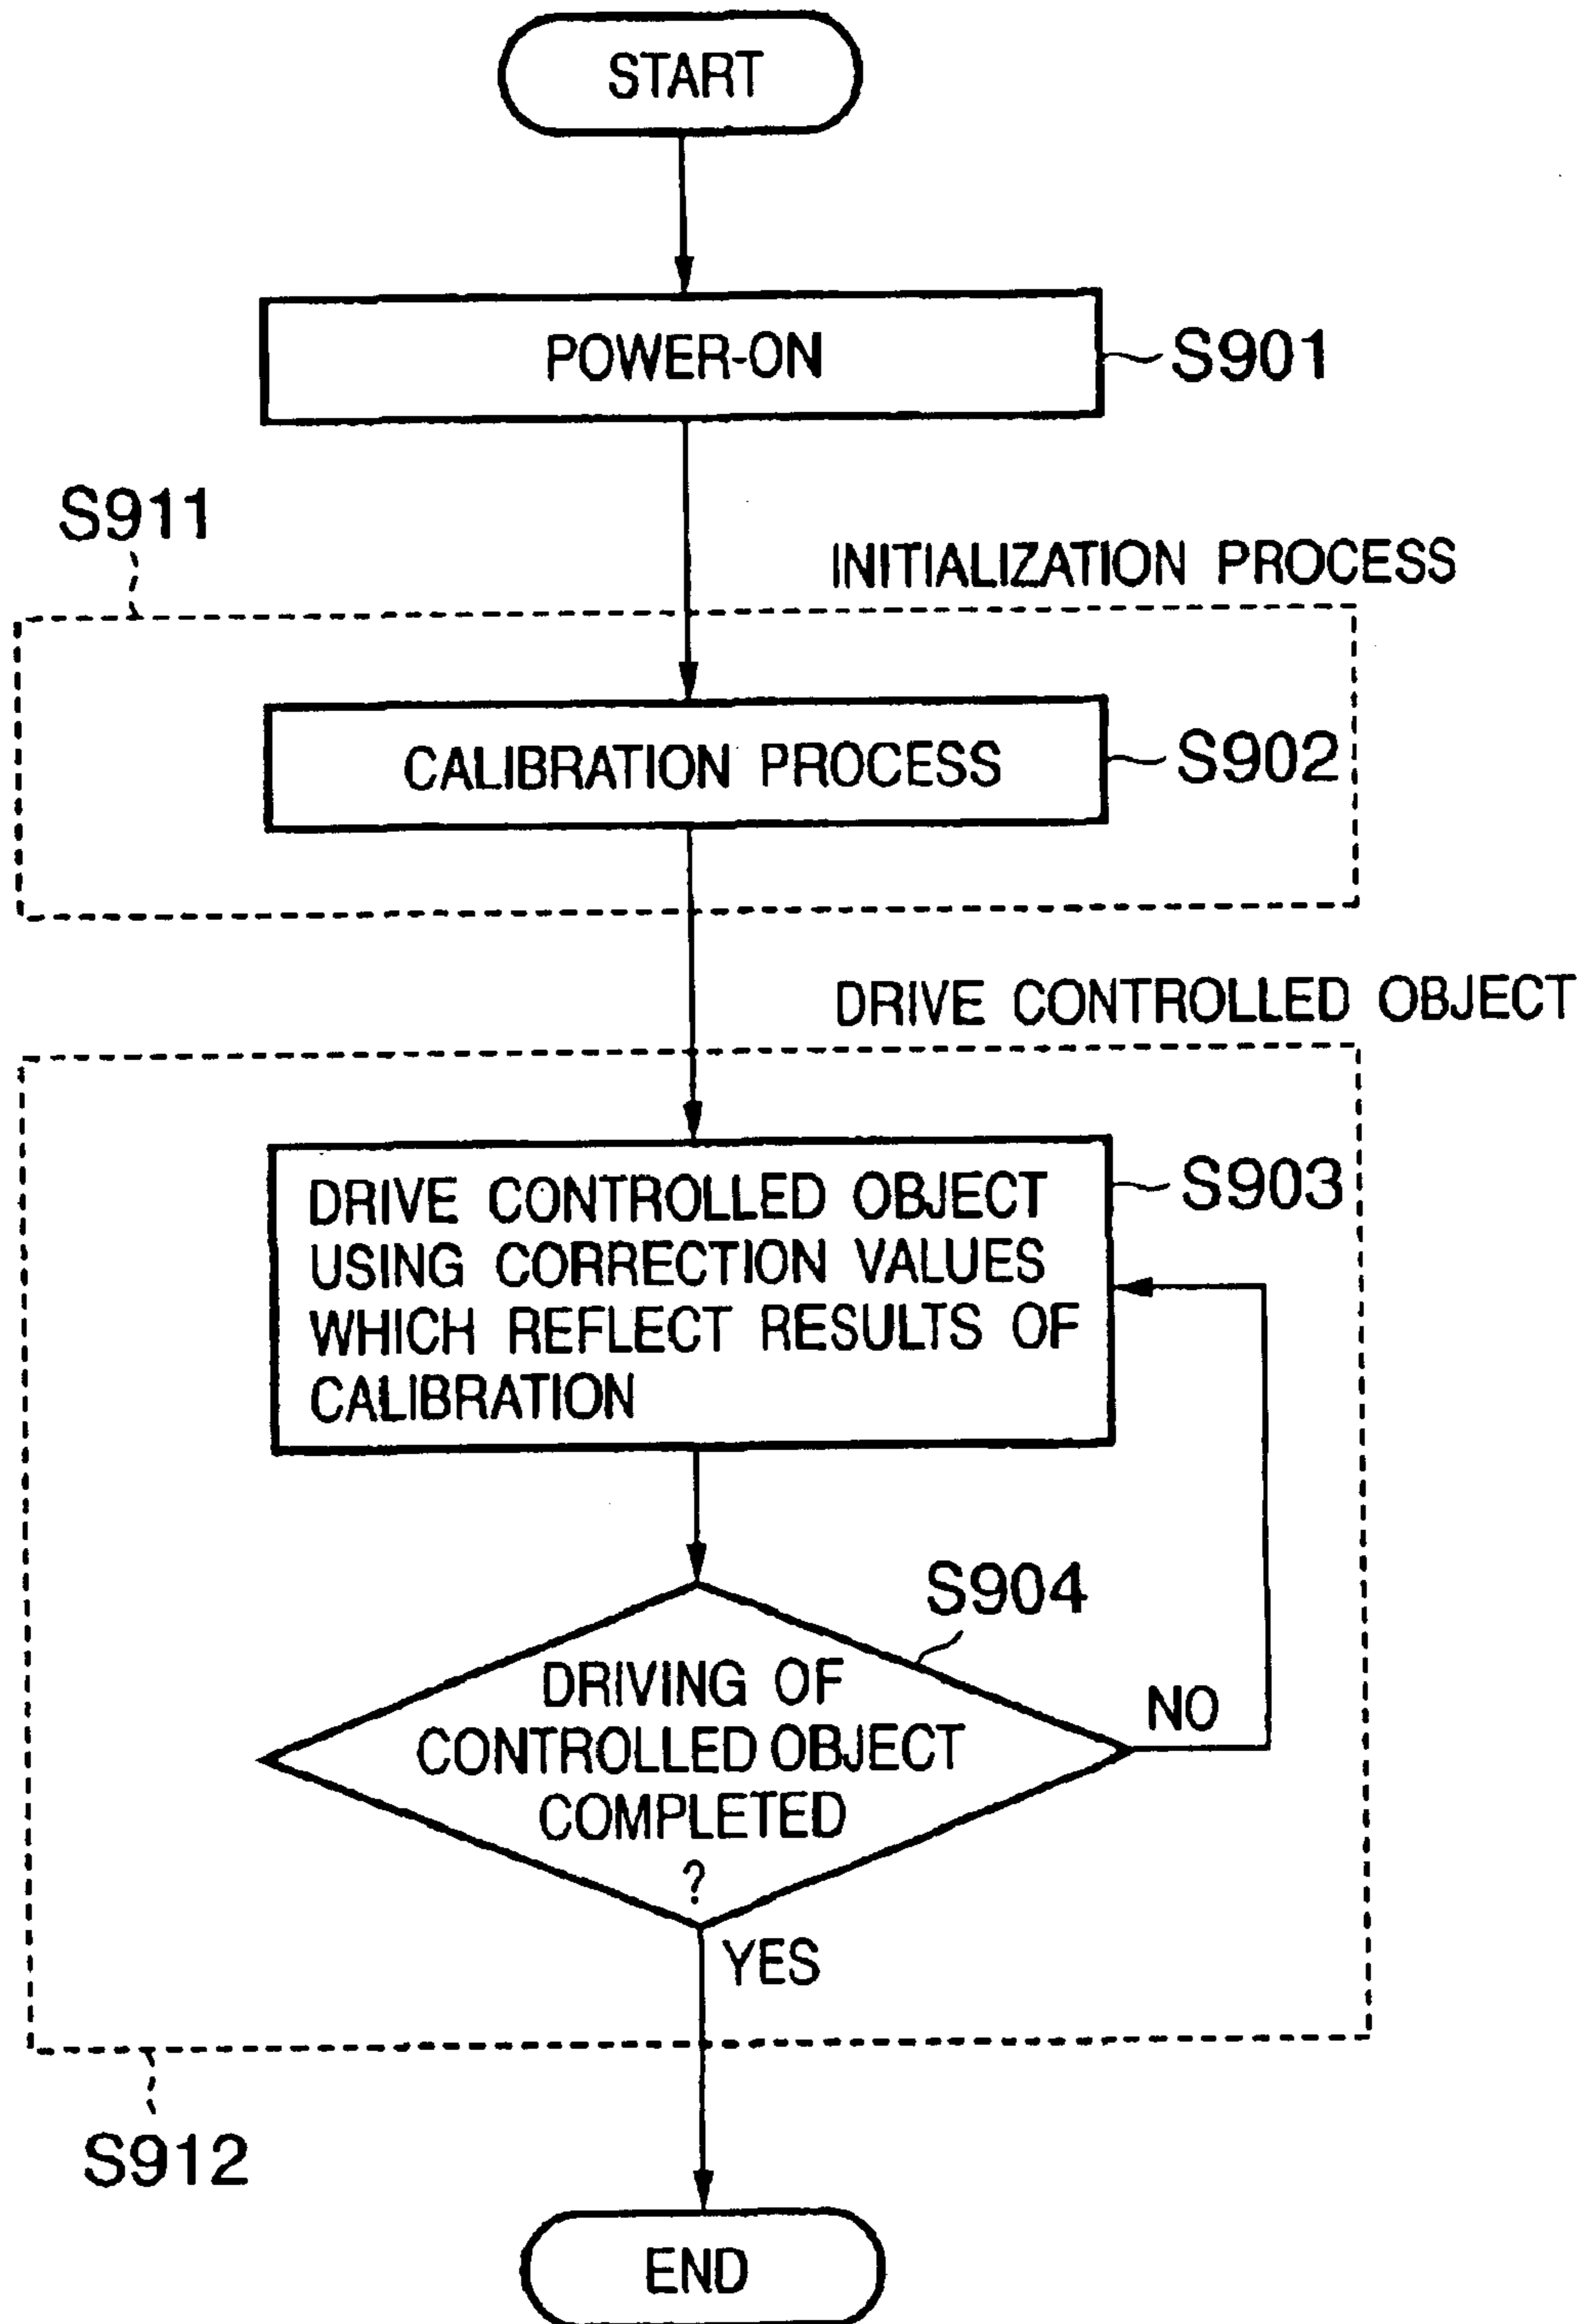 START
POWER-ON
S901
S911
INITIALIZATION PROCESS
CALIBRATION PROCESS
S902
DRIVE CONTROLLED OBJECT
DRIVE CONTROLLED OBJECT
USING CORRECTION VALUES
WHICH REFLECT RESULTS OF
CALIBRATION
S903
S904
DRIVING OF
CONTROLLED OBJECT
COMPLETED
?
NO
YES
S912
END